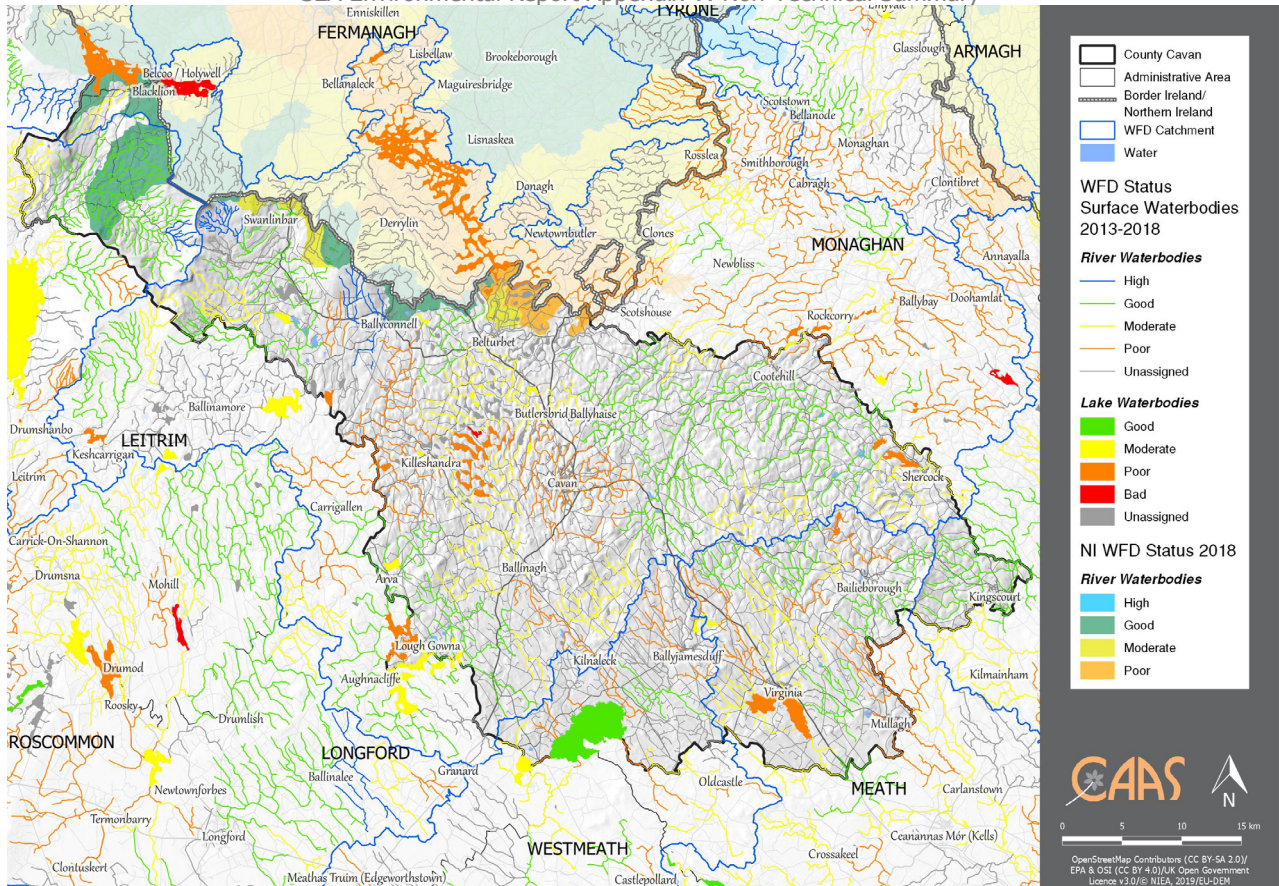 FERMANAGH
TYRONE
ARMAGH
Enniskillen
Lisbellaw
Brookeborough
Glasslough
Emyvale
Belcoo / Holywell
Blacklion
Bellanaleck
Maguiresbridge
Scotstown
Bellanode
Lisnaskea
Monaghan
Rosslea
Smithborough
Cabragh
Clontibret
Donagh
Swanlinbar
Derrylin
Newtownbutler
Clones
MONAGHAN
Newbliss
Annayalla
Ballybay
Doohamlat
Scotshouse
Rockcorry
Ballyconnell
Belturbet
Cootehill
Ballinamore
Butlersbrid
Ballyhaise
Drumshanbo
LEITRIM
Keshcarrigan
Killeshandra
Leitrim
Cavan
Shercock
Carrigallen
Carrick-On-Shannon
Drumsna
Mohill
Arva
Ballinagh
Bailieborough
Kingscourt
Lough Gowna
Kilnaleck
Ballyjamesduff
Kilmainham
Drumod
Aughnacliffe
Roosky
Virginia
Drumlish
Mullagh
ROSCOMMON
LONGFORD
Granard
Oldcastle
MEATH
Ballinalee
Carlanstown
Newtownforbes
Termonbarry
Longford
Ceanannas Mór (Kells)
WESTMEATH
Crossakeel
Clontuskert
Meathas Truim (Edgeworthstown)
Castlepollard
County Cavan
Administrative Area
Border Ireland/
Northern Ireland
WFD Catchment
Water
WFD Status
Surface Waterbodies
2013-2018
River Waterbodies
High
Good
Moderate
Poor
Unassigned
Lake Waterbodies
Good
Moderate
Poor
Bad
Unassigned
NI WFD Status 2018
River Waterbodies
High
Good
Moderate
Poor
CAAS
N
0 5 10 15 km
OpenStreetMap Contributors (CC BY-SA 2.0)/
EPA & OSI (CC BY 4.0)/UK Open Government
Licence v3.0/© NIEA, 2019/EU-DEM